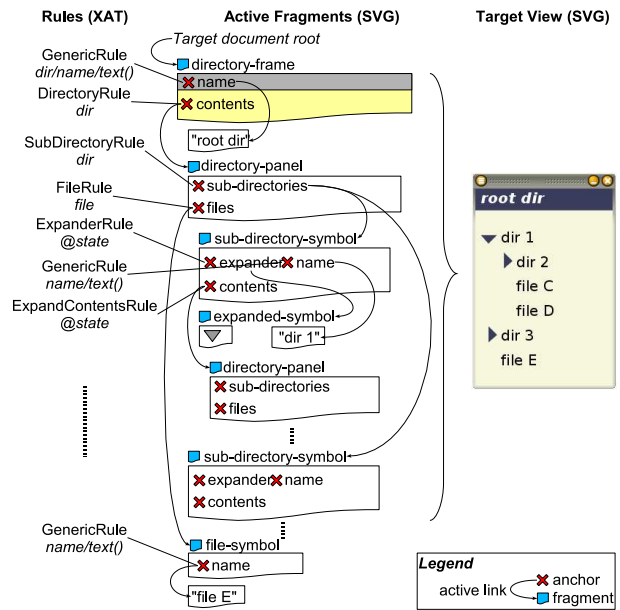 Rules (XAT)
Active Fragments (SVG)
Target View (SVG)
Target document root
GenericRule
dir/name/text()
directory-frame
name
DirectoryRule
dir
contents
"root dir"
SubDirectoryRule
dir
directory-panel
sub-directories
FileRule
file
files
ExpanderRule
@state
sub-directory-symbol
expander
name
GenericRule
name/text()
contents
ExpandContentsRule
@state
expanded-symbol
"dir 1"
directory-panel
sub-directories
files
sub-directory-symbol
expander
name
contents
GenericRule
name/text()
file-symbol
name
"file E"
root dir
dir 1
dir 2
file C
file D
dir 3
file E
Legend
active link
anchor
fragment